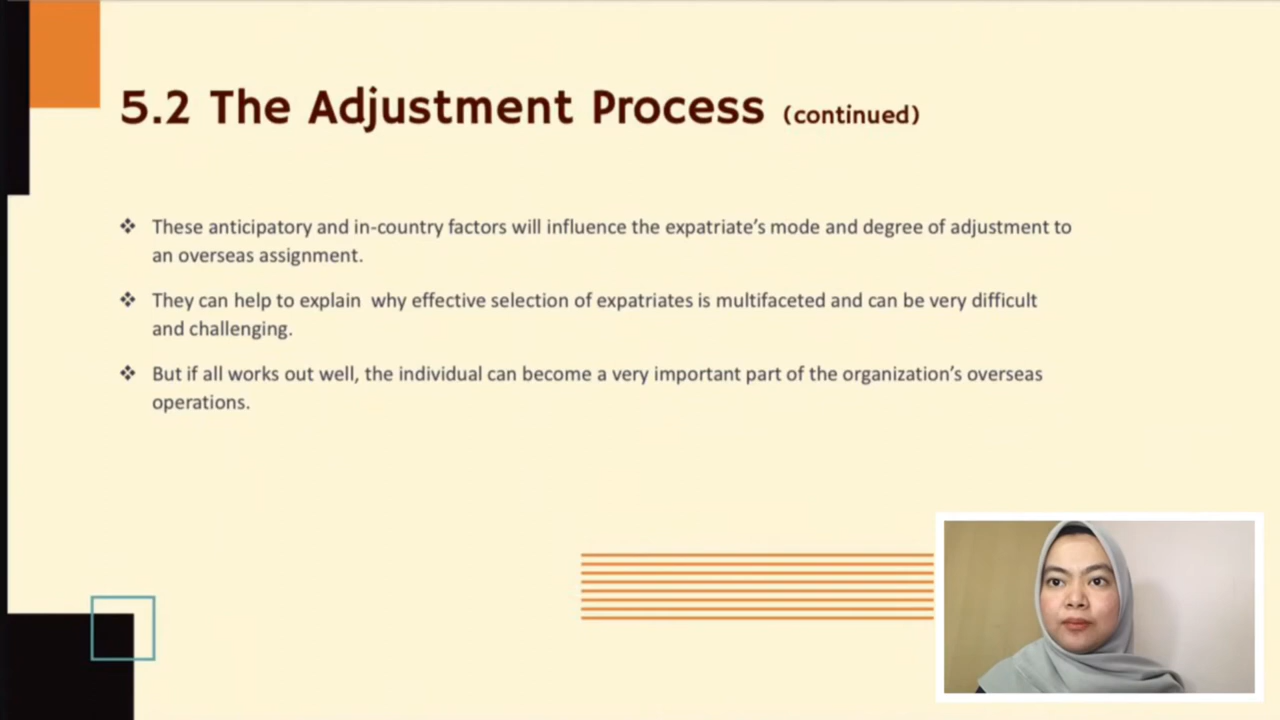 5.2 The Adjustment Process (continued)
❖ These anticipatory and in-country factors will influence the expatriate’s mode and degree of adjustment to
an overseas assignment.
❖ They can help to explain  why effective selection of expatriates is multifaceted and can be very difficult
and challenging.
❖ But if all works out well, the individual can become a very important part of the organization’s overseas
operations.